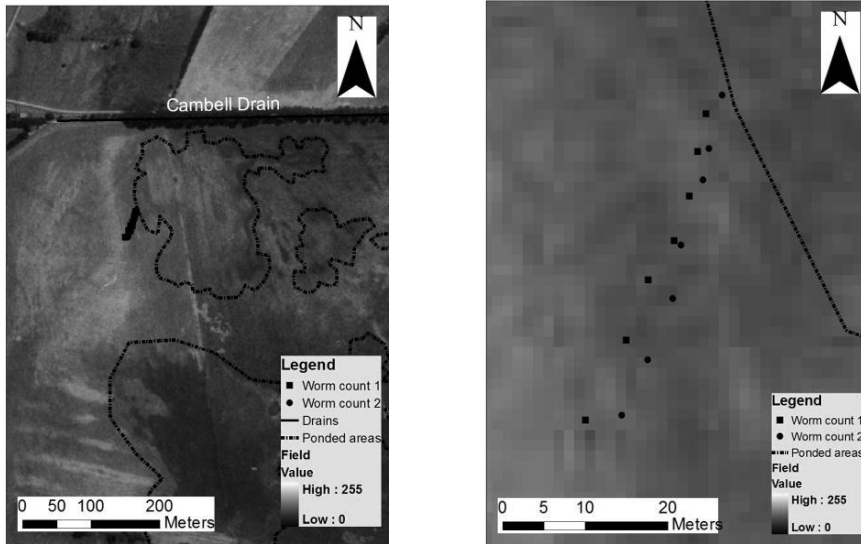 N
Cambell Drain
Legend
Worm count 1
Worm count 2
Drains
Ponded areas
Field
Value
High : 255
Low : 0
0 50 100 200
Meters
N
Legend
Worm count 1
Worm count 2
Ponded areas
Field
Value
High : 255
Low : 0
0 5 10 20
Meters